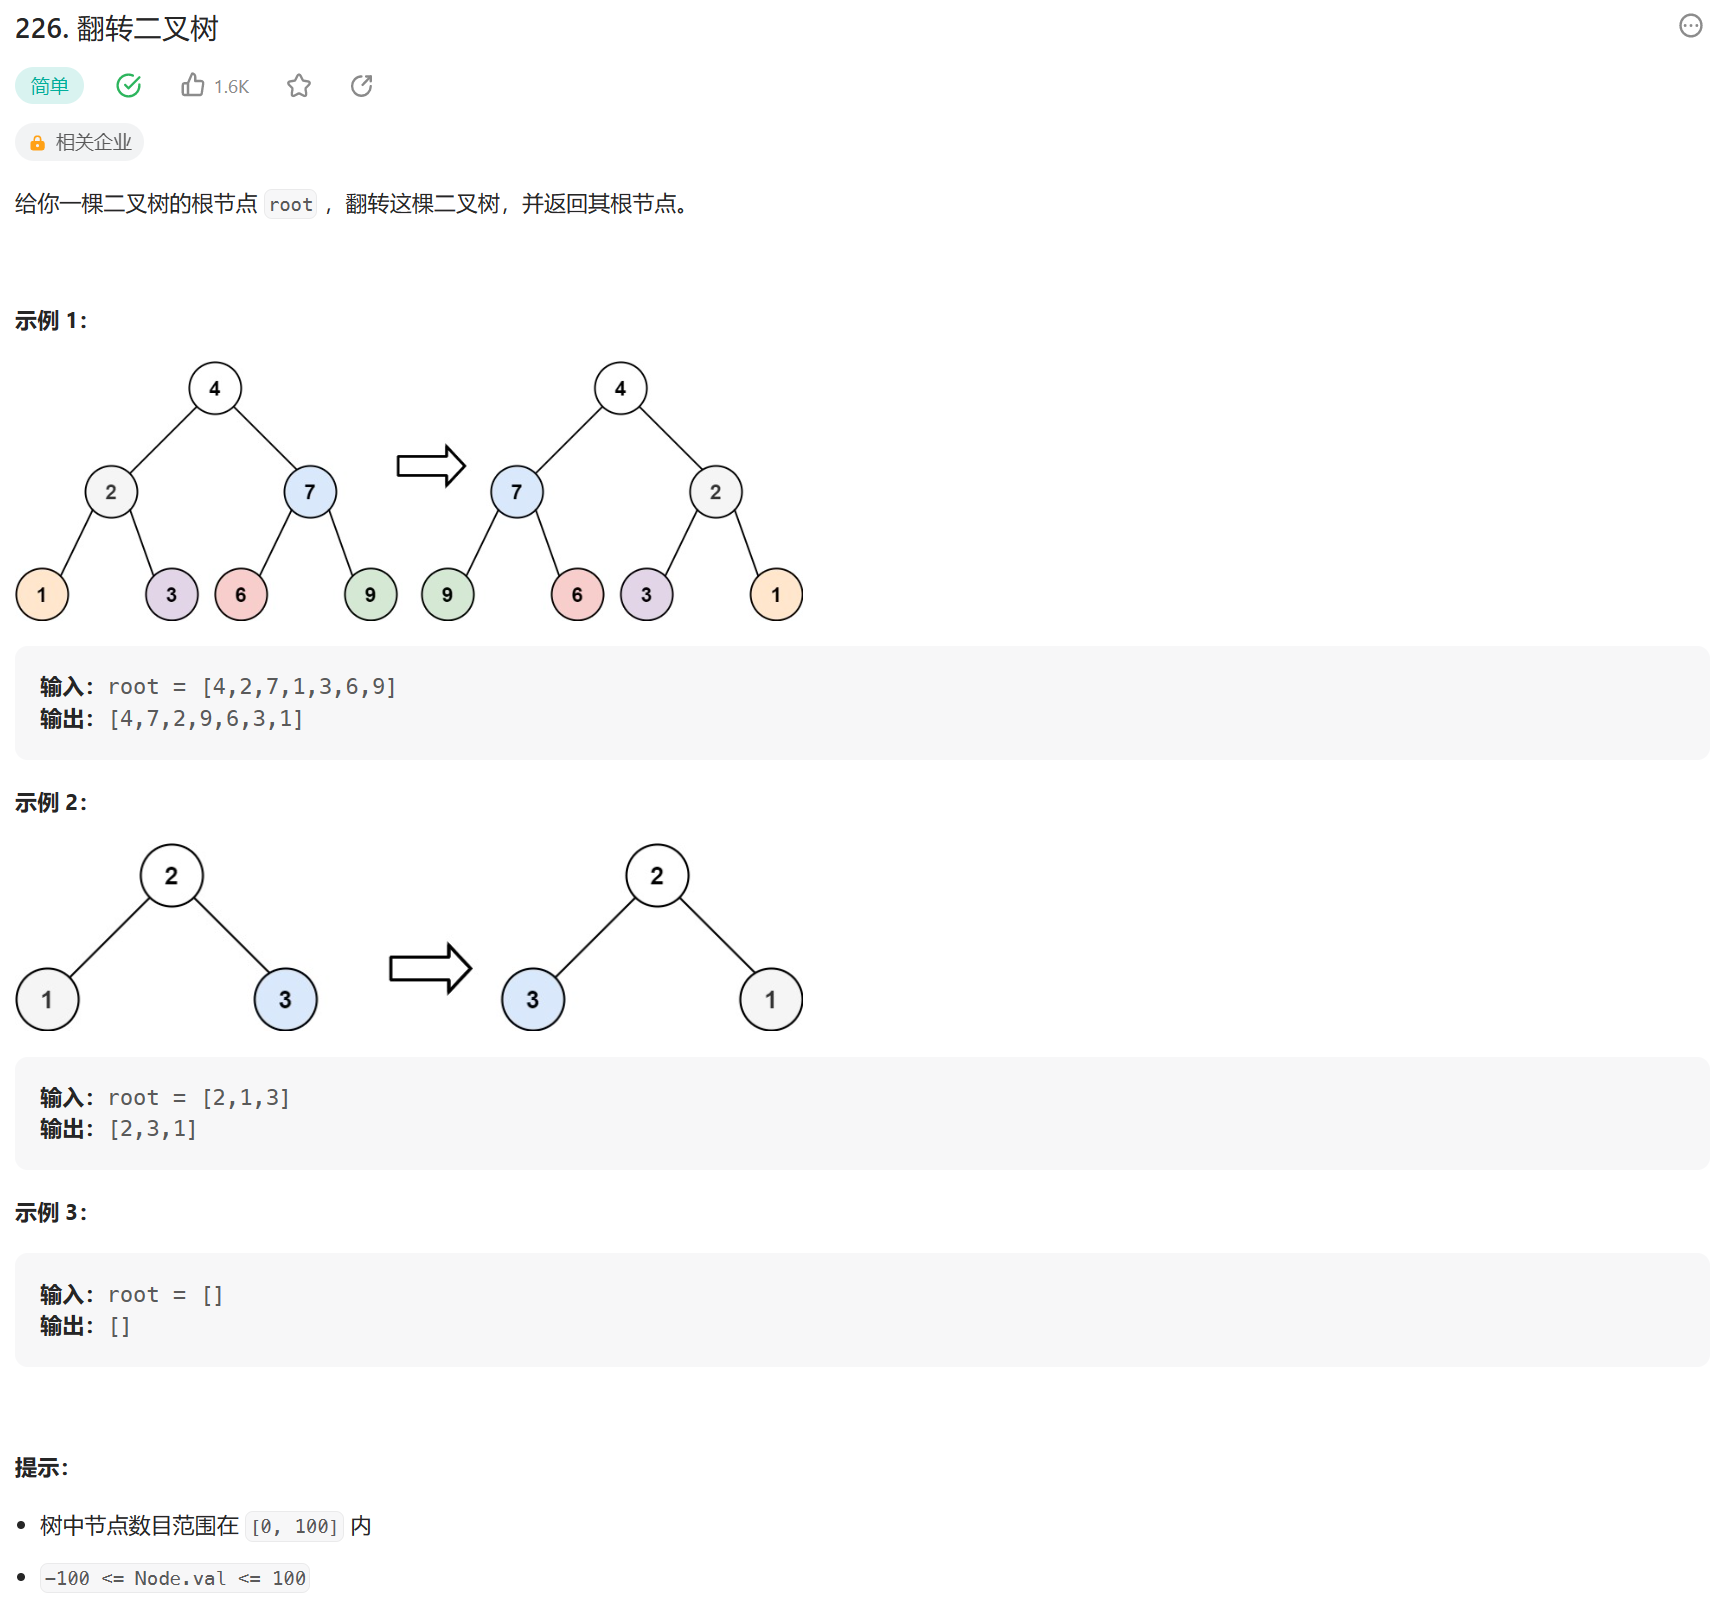 226. 翻转二叉树
简单
1.6K
相关企业
给你一棵二叉树的根节点 root ，翻转这棵二叉树，并返回其根节点。
示例 1：
4 4
2 7 7 2
1 3 6 9 9 6 3 1
输入：root = [4,2,7,1,3,6,9]
输出：[4,7,2,9,6,3,1]
示例 2：
2 2
1 3 3 1
输入：root = [2,1,3]
输出：[2,3,1]
示例 3：
输入：root = []
输出：[]
提示：
树中节点数目范围在 [0, 100] 内
-100 <= Node.val <= 100